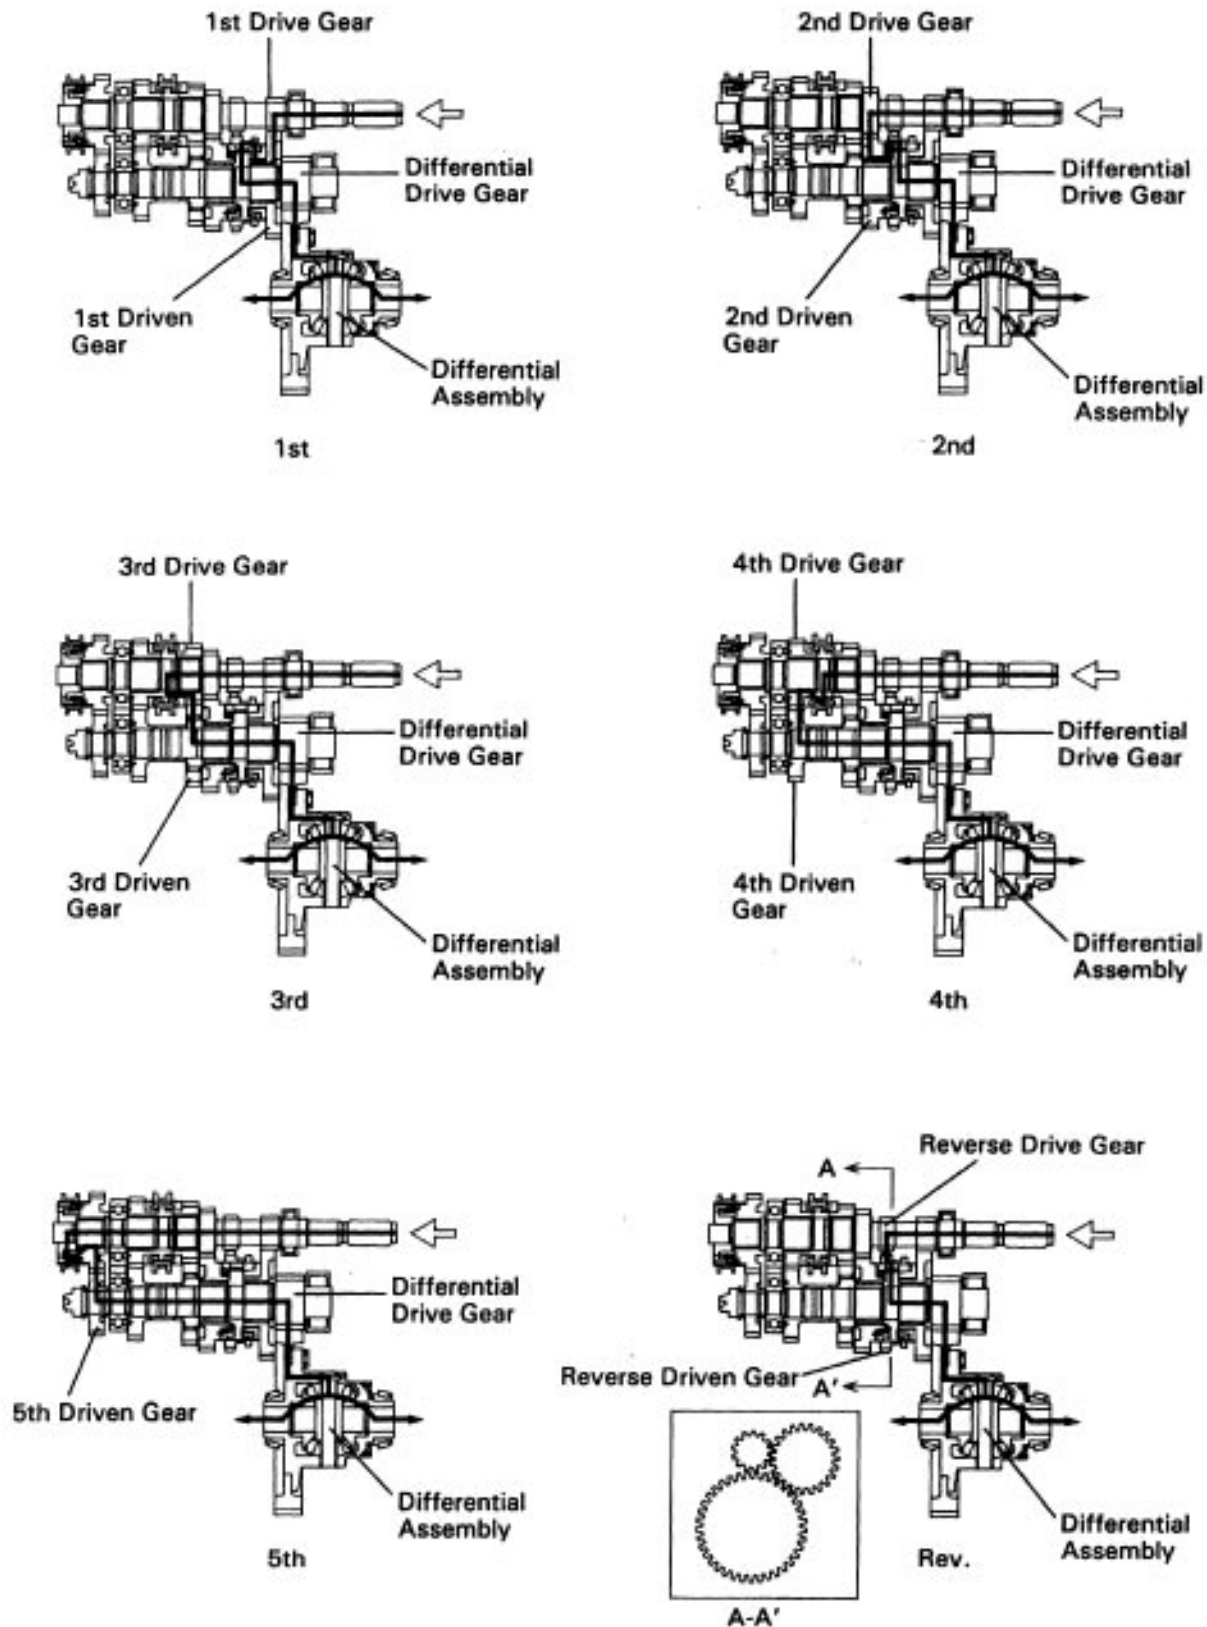 1st Drive Gear
Differential
Drive Gear
1st Driven
Gear
Differential
Assembly
1st
2nd Drive Gear
Differential
Drive Gear
2nd Driven
Gear
Differential
Assembly
2nd
3rd Drive Gear
Differential
Drive Gear
3rd Driven
Gear
Differential
Assembly
3rd
4th Drive Gear
Differential
Drive Gear
4th Driven
Gear
Differential
Assembly
4th
Differential
Drive Gear
5th Driven Gear
Differential
Assembly
5th
Reverse Drive Gear
A
Reverse Driven Gear
A'
Differential
Assembly
Rev.
A-A'